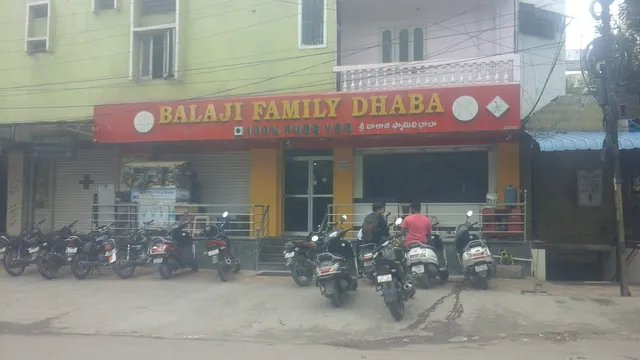 BALAJI FAMILY DHABA
100% PURE VEG శ్రీ బాలాజి ఫ్యామిలి ధాబా